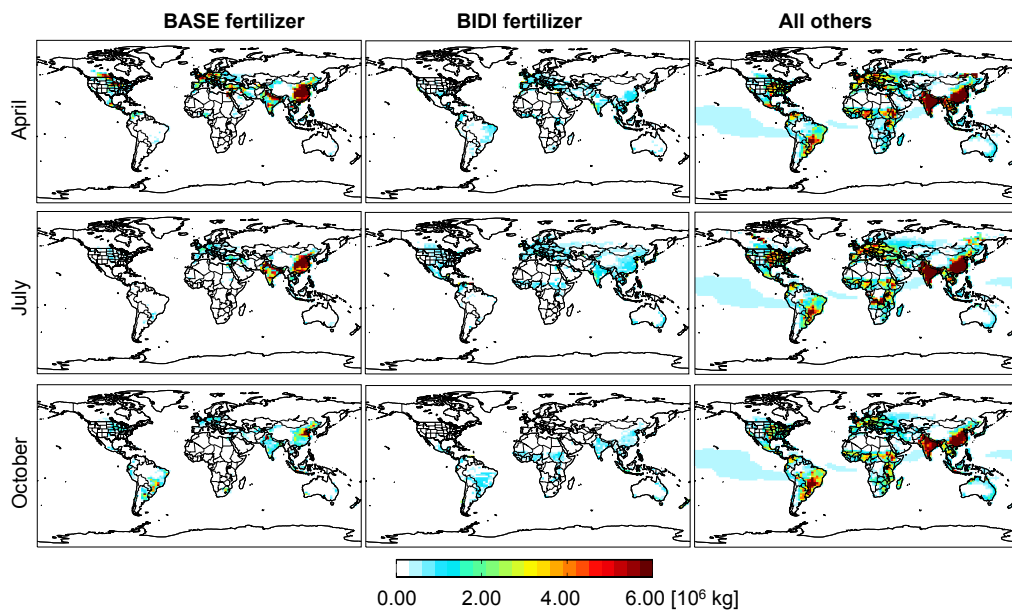 BASE fertilizer BIDI fertilizer All others
April
July
October
0.00 2.00 4.00 6.00 [10⁶ kg]